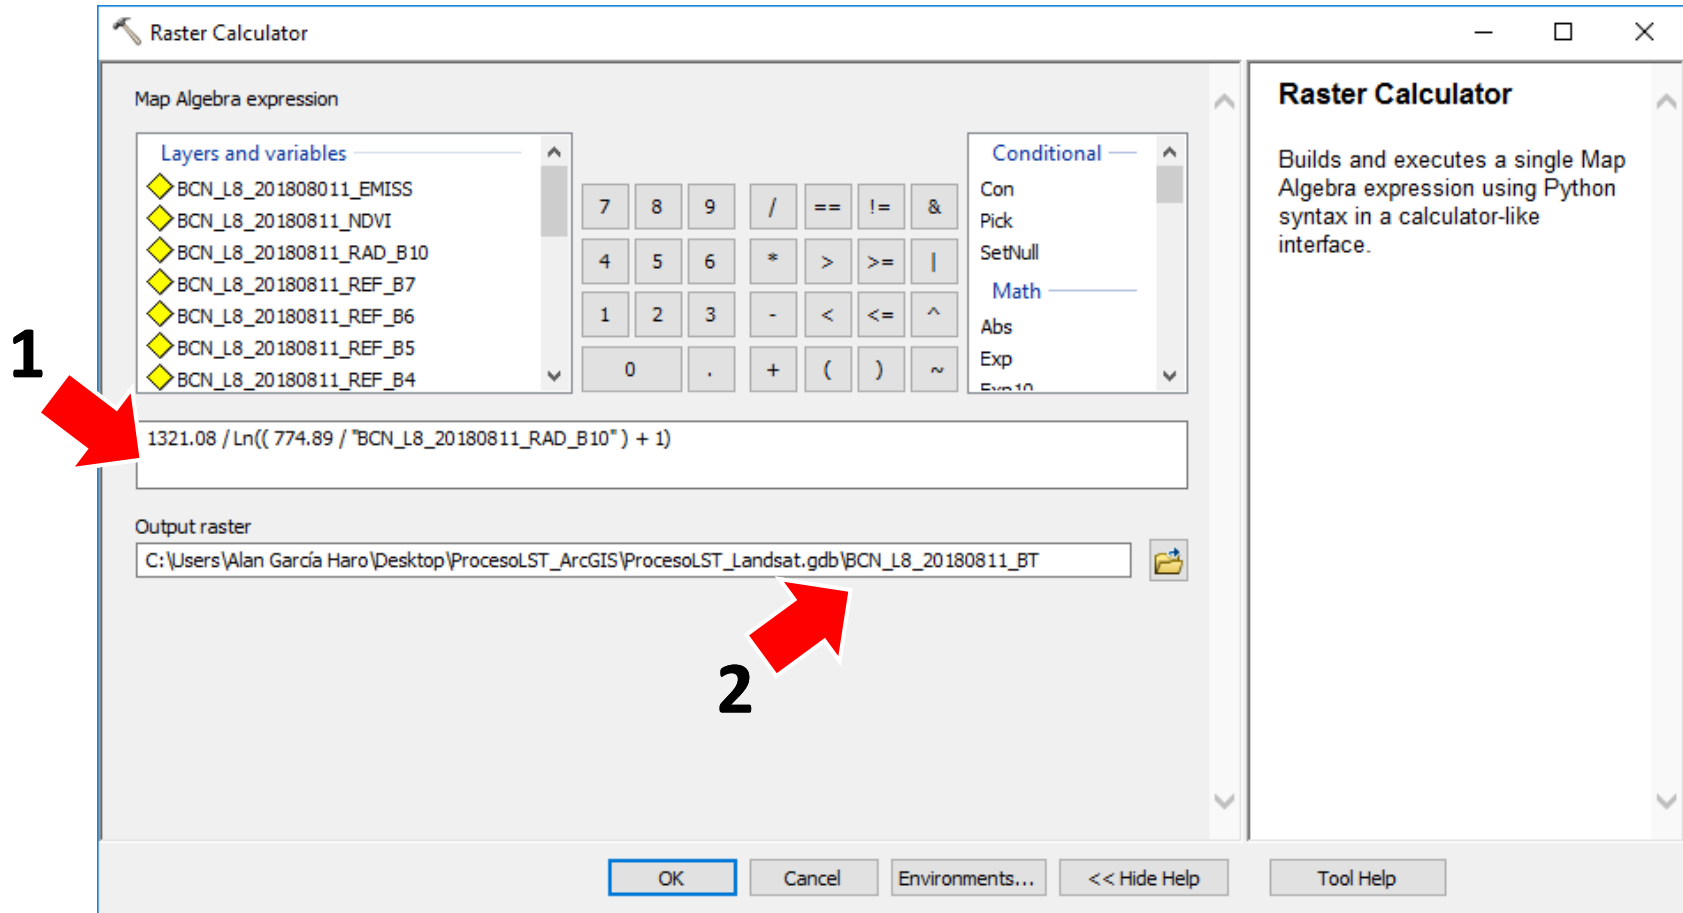 Raster Calculator
Map Algebra expression
Layers and variables
BCN_L8_201808011_EMISS
BCN_L8_20180811_NDVI
BCN_L8_20180811_RAD_B10
BCN_L8_20180811_REF_B7
BCN_L8_20180811_REF_B6
BCN_L8_20180811_REF_B5
BCN_L8_20180811_REF_B4
7 8 9 / == != &
4 5 6 * > >= |
1 2 3 - < <= ^
0 . + ( ) ~
Conditional
Con
Pick
SetNull
Math
Abs
Exp
Exp10
1
1321.08 / Ln(( 774.89 / "BCN_L8_20180811_RAD_B10" ) + 1)
Output raster
C:\Users\Alan García Haro\Desktop\ProcesoLST_ArcGIS\ProcesoLST_Landsat.gdb\BCN_L8_20180811_BT
2
OK Cancel Environments... << Hide Help Tool Help
Raster Calculator
Builds and executes a single Map
Algebra expression using Python
syntax in a calculator-like
interface.